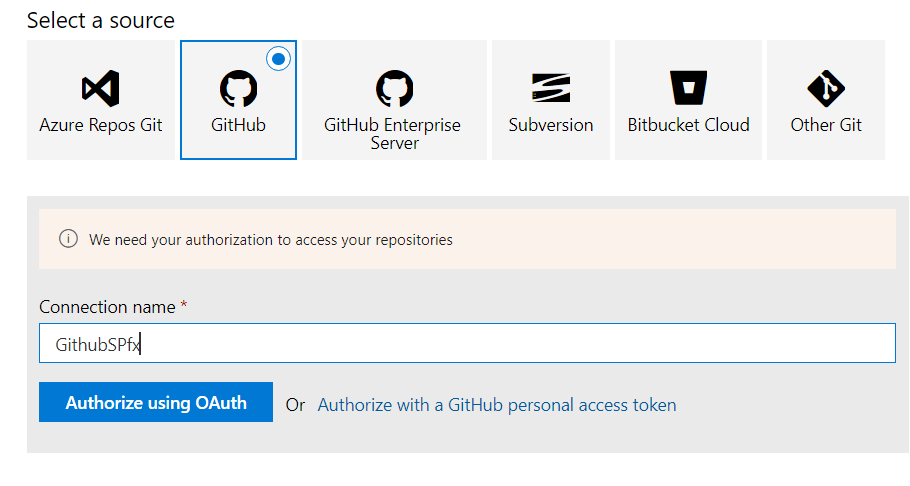 Select a source
Azure Repos Git
GitHub
GitHub Enterprise
Server
Subversion
Bitbucket Cloud
Other Git
We need your authorization to access your repositories
Connection name *
GithubSPfx
Authorize using OAuth Or Authorize with a GitHub personal access token